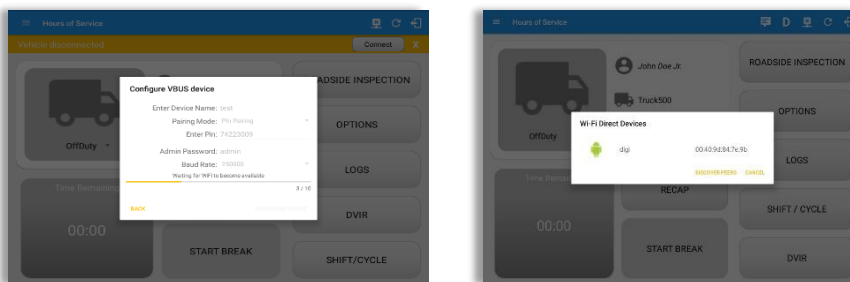 Hours of Service
Vehicle disconnected
Connect
X
Configure VBUS device
Enter Device Name: test
Pairing Mode: Pin Pairing
Enter Pin: 74223009
Admin Password: admin
Baud Rate: 250000
Waiting for WiFi to become available
3 / 10
BACK
OffDuty
Time Remaining
00:00
START BREAK
ADSIDE INSPECTION
OPTIONS
LOGS
DVIR
SHIFT/CYCLE
Hours of Service
D
John Doe Jr.
Truck500
OffDuty
Wi-Fi Direct Devices
digi
00:40:9d:84:7e:9b
DISCOVER PEERS
CANCEL
Time Remai
00:00
RECAP
START BREAK
ROADSIDE INSPECTION
OPTIONS
LOGS
SHIFT / CYCLE
DVIR